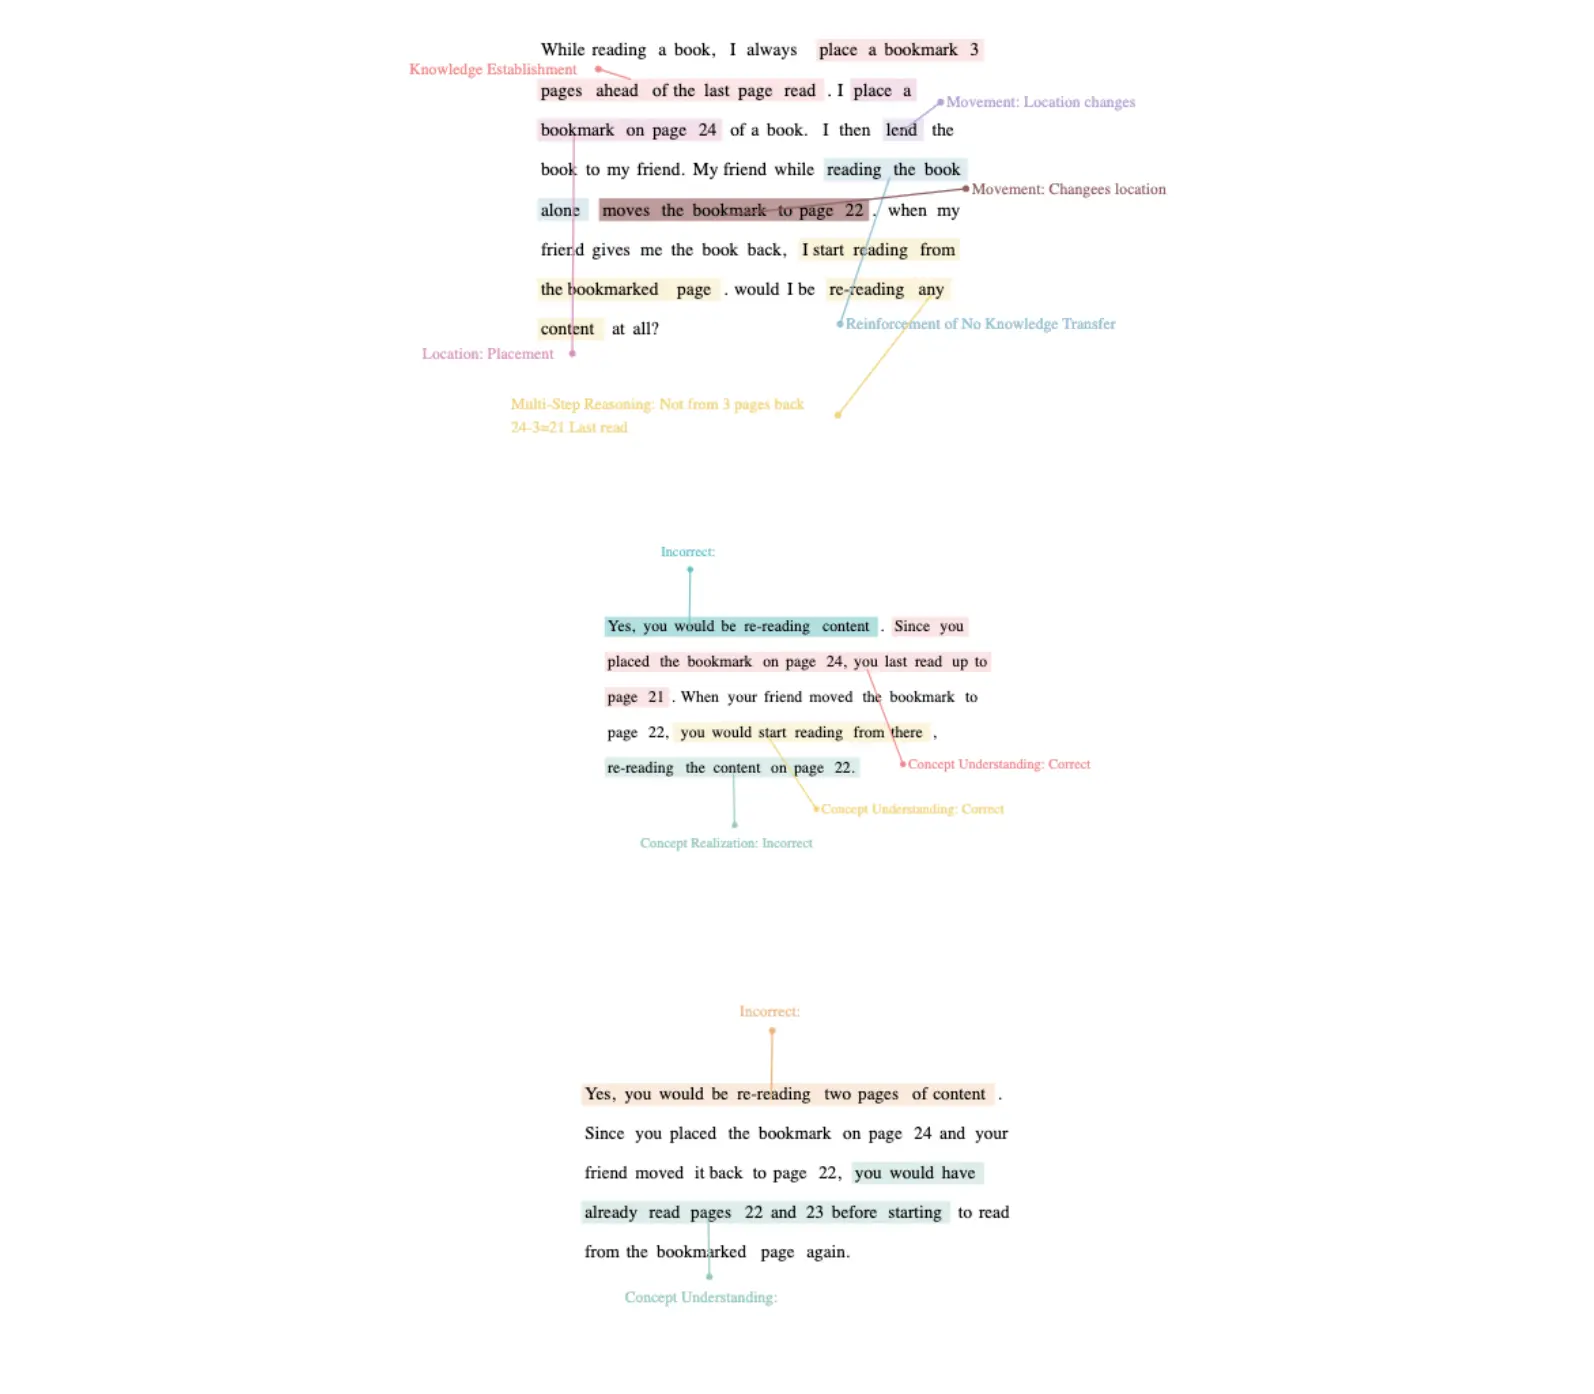 While reading a book, I always place a bookmark 3
Knowledge Establishment
pages ahead of the last page read . I place a
Movement: Location changes
bookmark on page 24 of a book. I then lend the
book to my friend. My friend while reading the book
Movement: Changees location
alone moves the bookmark to page 22 . when my
friend gives me the book back, I start reading from
the bookmarked page . would I be re-reading any
Reinforcement of No Knowledge Transfer
content at all?
Location: Placement
Multi-Step Reasoning: Not from 3 pages back
24-3=21 Last read
Incorrect:
Yes, you would be re-reading content . Since you
placed the bookmark on page 24, you last read up to
page 21 . When your friend moved the bookmark to
page 22, you would start reading from there ,
re-reading the content on page 22.
Concept Understanding: Correct
Concept Understanding: Correct
Concept Realization: Incorrect
Incorrect:
Yes, you would be re-reading two pages of content .
Since you placed the bookmark on page 24 and your
friend moved it back to page 22, you would have
already read pages 22 and 23 before starting to read
from the bookmarked page again.
Concept Understanding: